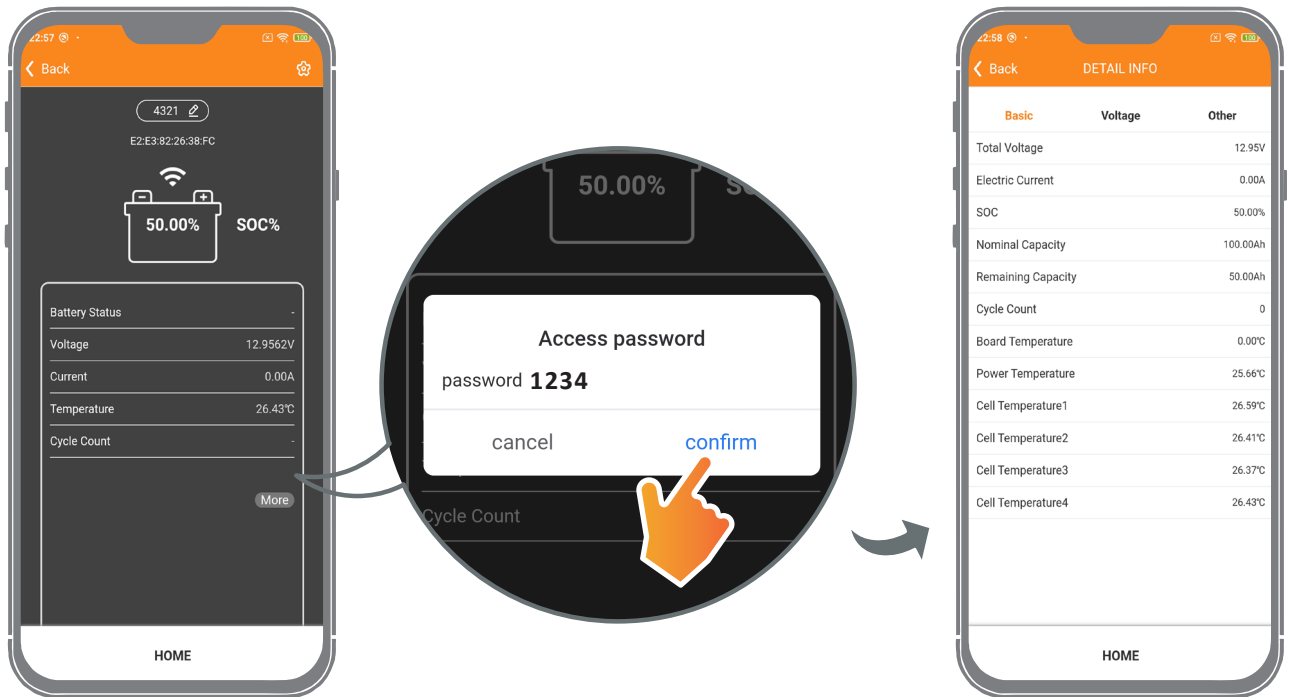 22:57
100
Back
4321
E2:E3:82:26:38:FC
50.00% SOC%
Battery Status -
Voltage 12.9562V
Current 0.00A
Temperature 26.43℃
Cycle Count -
More
HOME
50.00%
Access password
password 1234
cancel confirm
Cycle Count
22:58
100
Back DETAIL INFO
Basic Voltage Other
Total Voltage 12.95V
Electric Current 0.00A
SOC 50.00%
Nominal Capacity 100.00Ah
Remaining Capacity 50.00Ah
Cycle Count 0
Board Temperature 0.00℃
Power Temperature 25.66℃
Cell Temperature1 26.59℃
Cell Temperature2 26.41℃
Cell Temperature3 26.37℃
Cell Temperature4 26.43℃
HOME